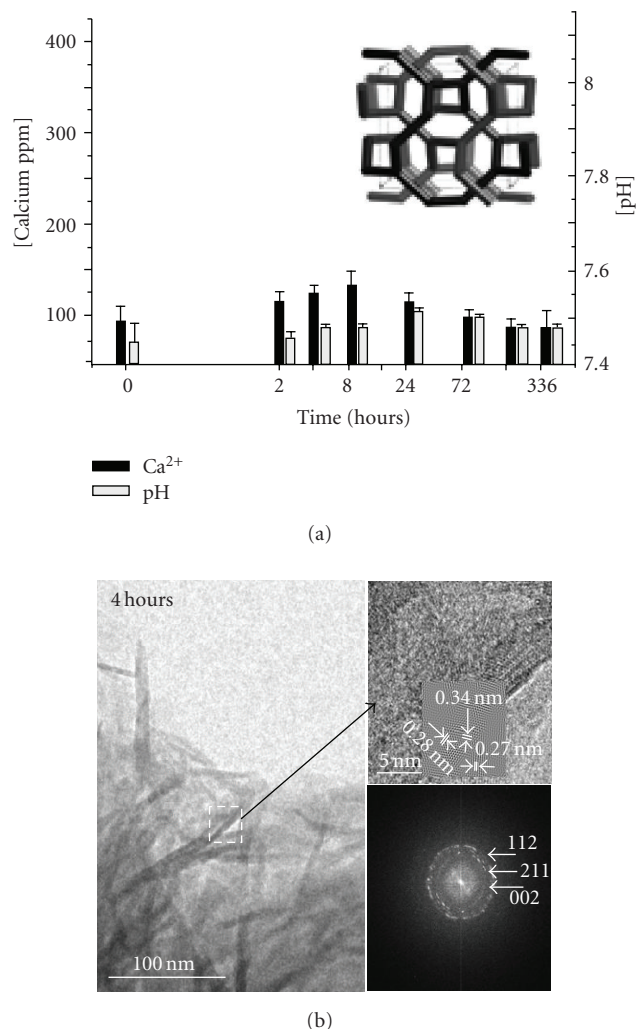 400
300
200
100
[Calcium ppm]
8
7.8
7.6
7.4
[pH]
0 2 8 24 72 336
Time (hours)
Ca²⁺
pH
(a)
4 hours
100 nm
0.34 nm
0.28 nm
0.27 nm
5 nm
112
211
002
(b)